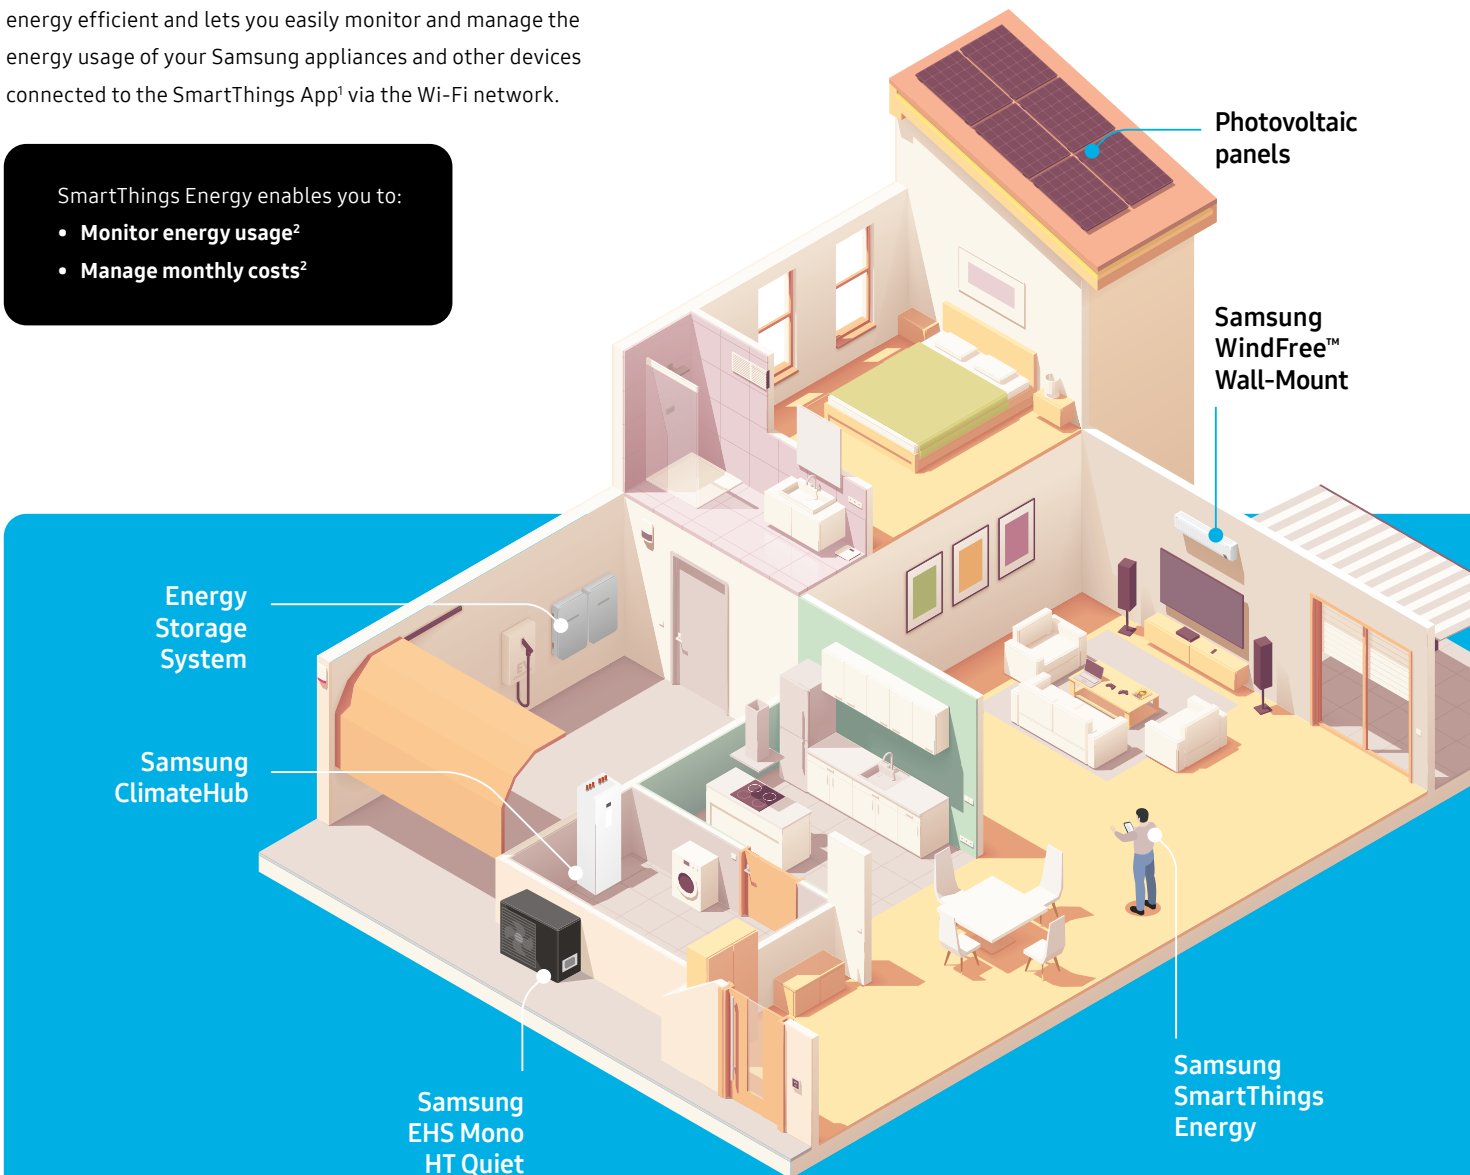 energy efficient and lets you easily monitor and manage the
energy usage of your Samsung appliances and other devices
connected to the SmartThings App¹ via the Wi-Fi network.
SmartThings Energy enables you to:
• Monitor energy usage²
• Manage monthly costs²
Photovoltaic
panels
Samsung
WindFree™
Wall-Mount
Energy
Storage
System
Samsung
ClimateHub
Samsung
EHS Mono
HT Quiet
Samsung
SmartThings
Energy